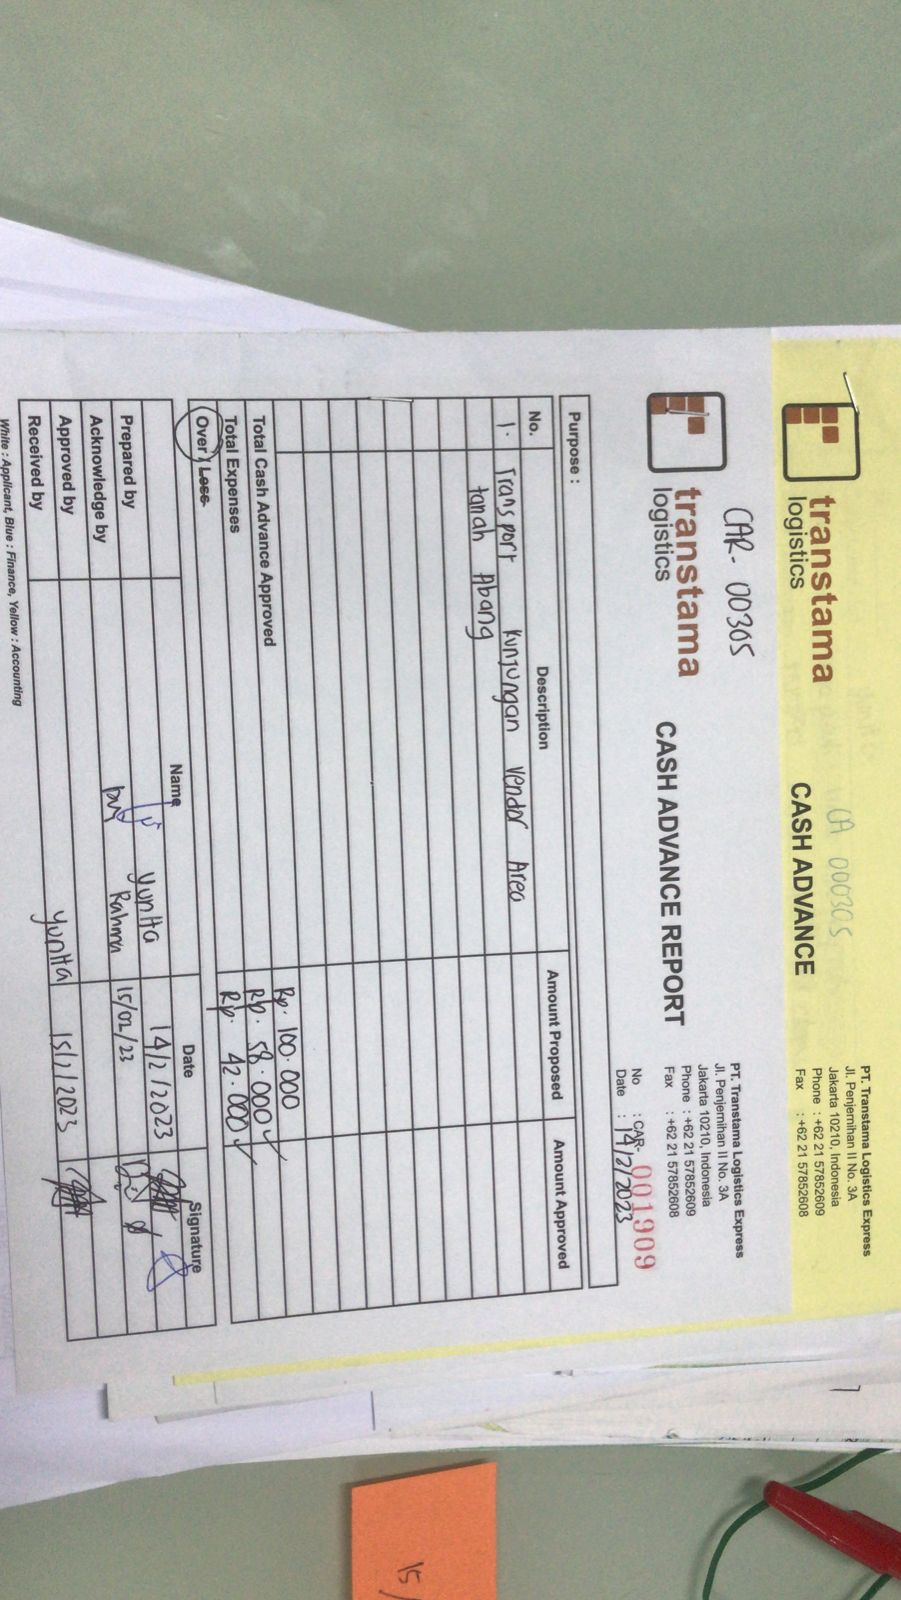 transtama
logistics
CA 000305
CASH ADVANCE
PT. Transtama Logistics Express
Jl. Penjernihan II No. 3A
Jakarta 10210, Indonesia
Phone : +62 21 57852609
Fax : +62 21 57852608
CAR- 00305
transtama
logistics
CASH ADVANCE REPORT
PT. Transtama Logistics Express
Jl. Penjernihan II No. 3A
Jakarta 10210, Indonesia
Phone : +62 21 57852609
Fax : +62 21 57852608
No : CAR- 001909
Date : 14/2/2023
Purpose :
No. Description Amount Proposed Amount Approved
1. Transport kunjungan vendor Area
tanah Abang
Total Cash Advance Approved Rp. 100.000
Total Expenses Rp. 58.000
Over / Less Rp. 42.000
Name Date Signature
Prepared by Yunita 14/2/2023
Acknowledge by Rahma 15/02/23
Approved by
Received by Yunita 15/2/2023
White : Applicant, Blue : Finance, Yellow : Accounting
15/